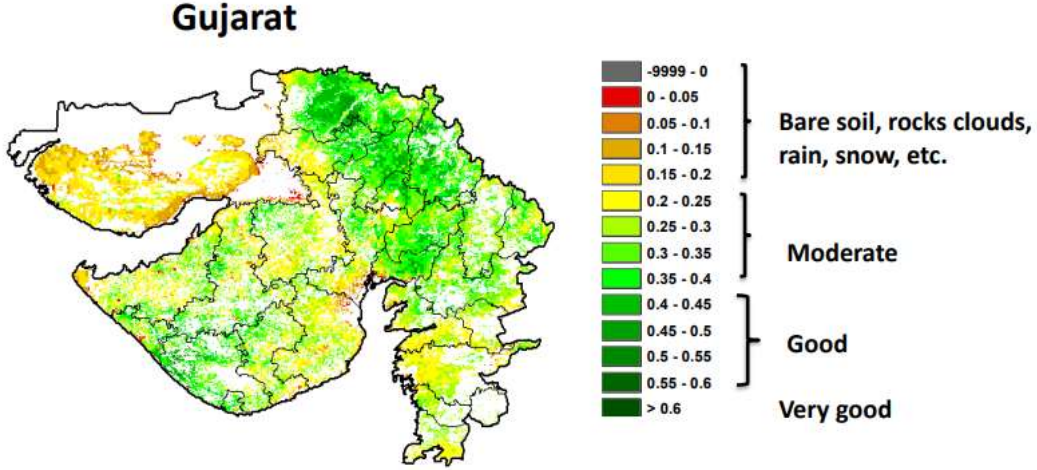 Gujarat
-9999 - 0
0 - 0.05
0.05 - 0.1
0.1 - 0.15
0.15 - 0.2
0.2 - 0.25
0.25 - 0.3
0.3 - 0.35
0.35 - 0.4
0.4 - 0.45
0.45 - 0.5
0.5 - 0.55
0.55 - 0.6
> 0.6
Bare soil, rocks clouds,
rain, snow, etc.
Moderate
Good
Very good